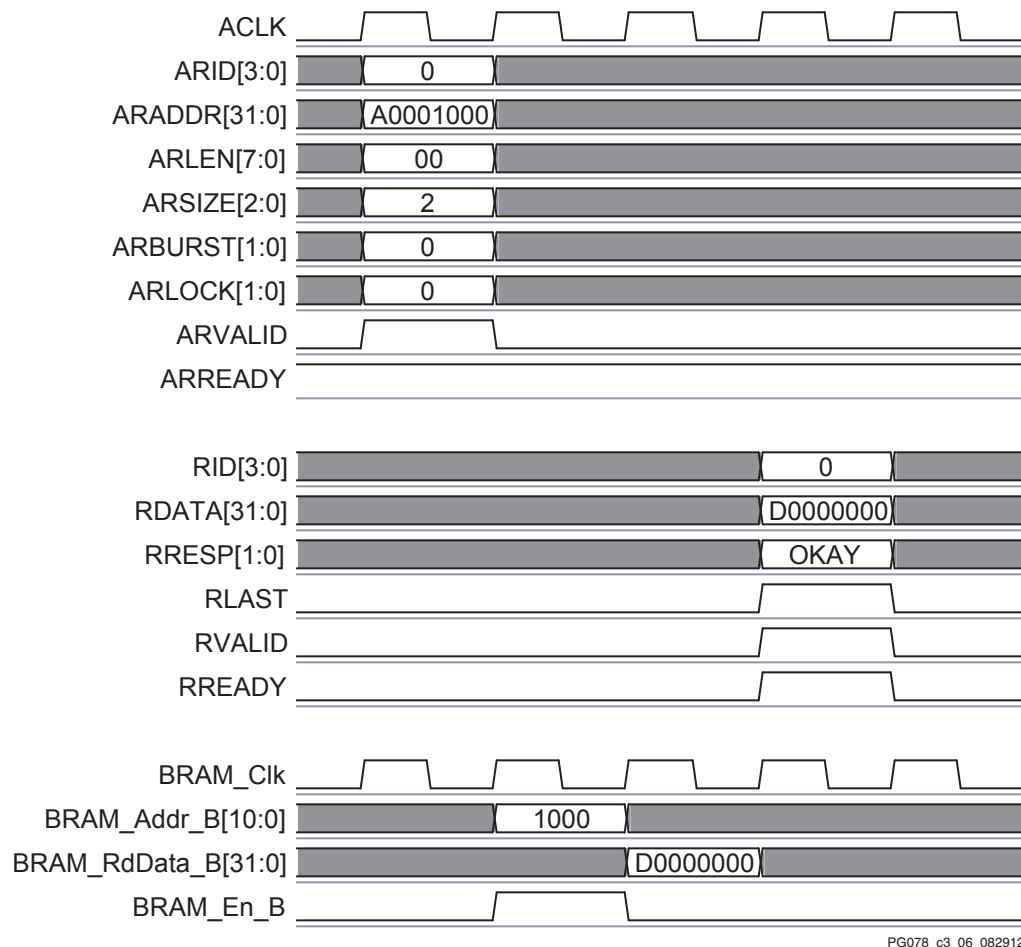 ACLK
ARID[3:0] 0
ARADDR[31:0] A0001000
ARLEN[7:0] 00
ARSIZE[2:0] 2
ARBURST[1:0] 0
ARLOCK[1:0] 0
ARVALID
ARREADY
RID[3:0] 0
RDATA[31:0] D0000000
RRESP[1:0] OKAY
RLAST
RVALID
RREADY
BRAM_Clk
BRAM_Addr_B[10:0] 1000
BRAM_RdData_B[31:0] D0000000
BRAM_En_B
PG078_c3_06_082912